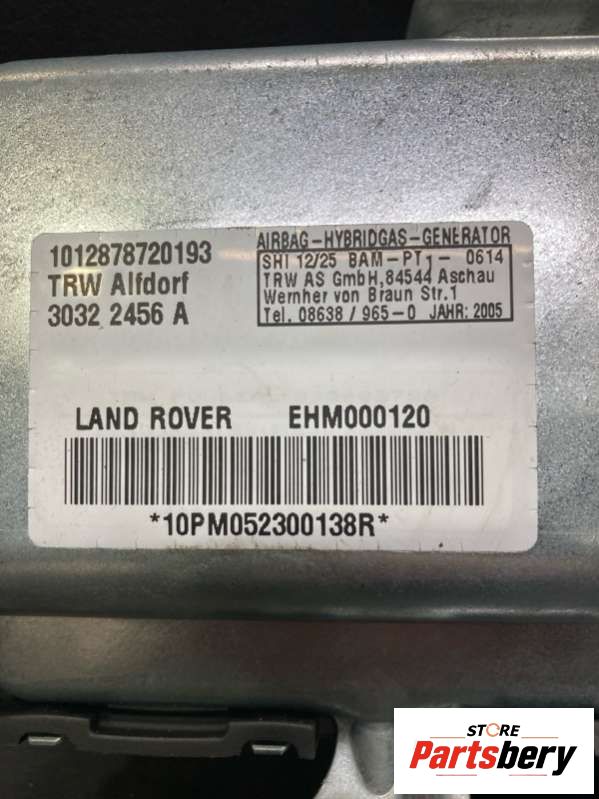 1012878720193
TRW Alfdorf
3032 2456 A
AIRBAG-HYBRIDGAS-GENERATOR
SHI 12/25 BAM-PT1- 0614
TRW AS GmbH,84544 Aschau
Wernher von Braun Str.1
Tel. 08638 / 965-0 JAHR: 2005
LAND ROVER EHM000120
*10PM052300138R*
STORE
Partsbery